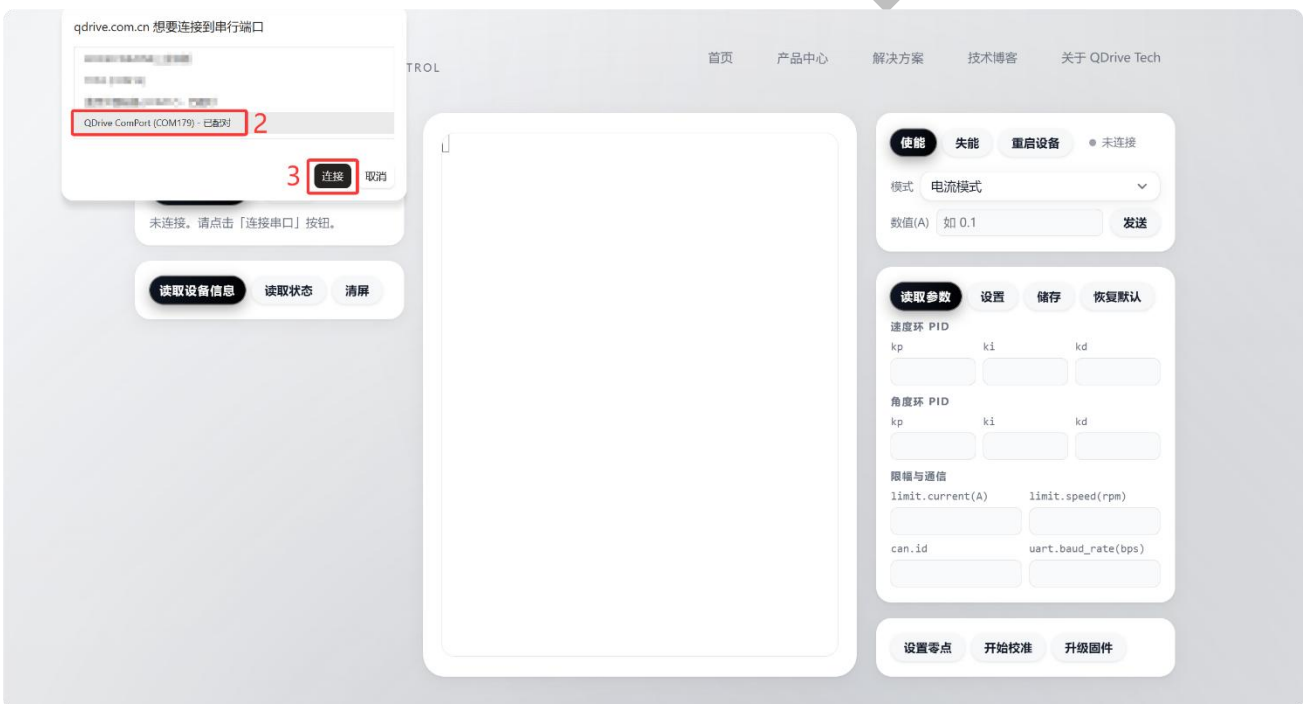 qdrive.com.cn 想要连接到串行端口
QDrive ComPort (COM179) - 已配对
2
3
连接
取消
TROL
首页
产品中心
解决方案
技术博客
关于 QDrive Tech
未连接。请点击「连接串口」按钮。
读取设备信息
读取状态
清屏
使能
失能
重启设备
未连接
模式
电流模式
数值(A)
如 0.1
发送
读取参数
设置
储存
恢复默认
速度环 PID
kp
ki
kd
角度环 PID
kp
ki
kd
限幅与通信
limit.current(A)
limit.speed(rpm)
can.id
uart.baud_rate(bps)
设置零点
开始校准
升级固件